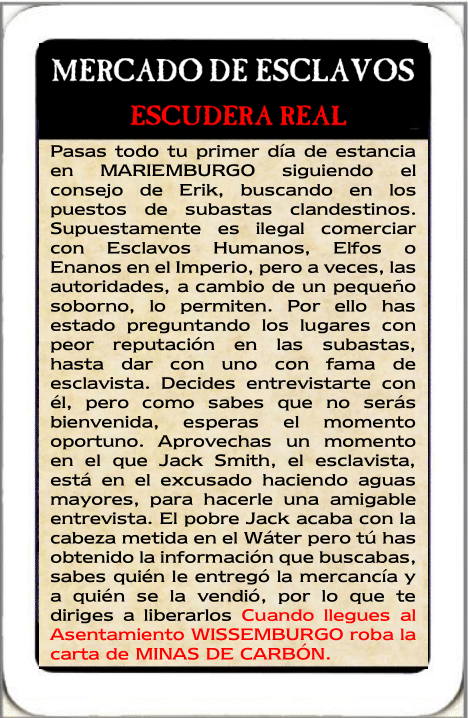 MERCADO DE ESCLAVOS
ESCUDERA REAL
Pasas todo tu primer día de estancia
en MARIEMBURGO siguiendo el
consejo de Erik, buscando en los
puestos de subastas clandestinos.
Supuestamente es ilegal comerciar
con Esclavos Humanos, Elfos o
Enanos en el Imperio, pero a veces, las
autoridades, a cambio de un pequeño
soborno, lo permiten. Por ello has
estado preguntando los lugares con
peor reputación en las subastas,
hasta dar con uno con fama de
esclavista. Decides entrevistarte con
él, pero como sabes que no serás
bienvenida, esperas el momento
oportuno. Aprovechas un momento
en el que Jack Smith, el esclavista,
está en el excusado haciendo aguas
mayores, para hacerle una amigable
entrevista. El pobre Jack acaba con la
cabeza metida en el Wáter pero tú has
obtenido la información que buscabas,
sabes quién le entregó la mercancía y
a quién se la vendió, por lo que te
diriges a liberarlos Cuando llegues al
Asentamiento WISSEMBURGO roba la
carta de MINAS DE CARBÓN.